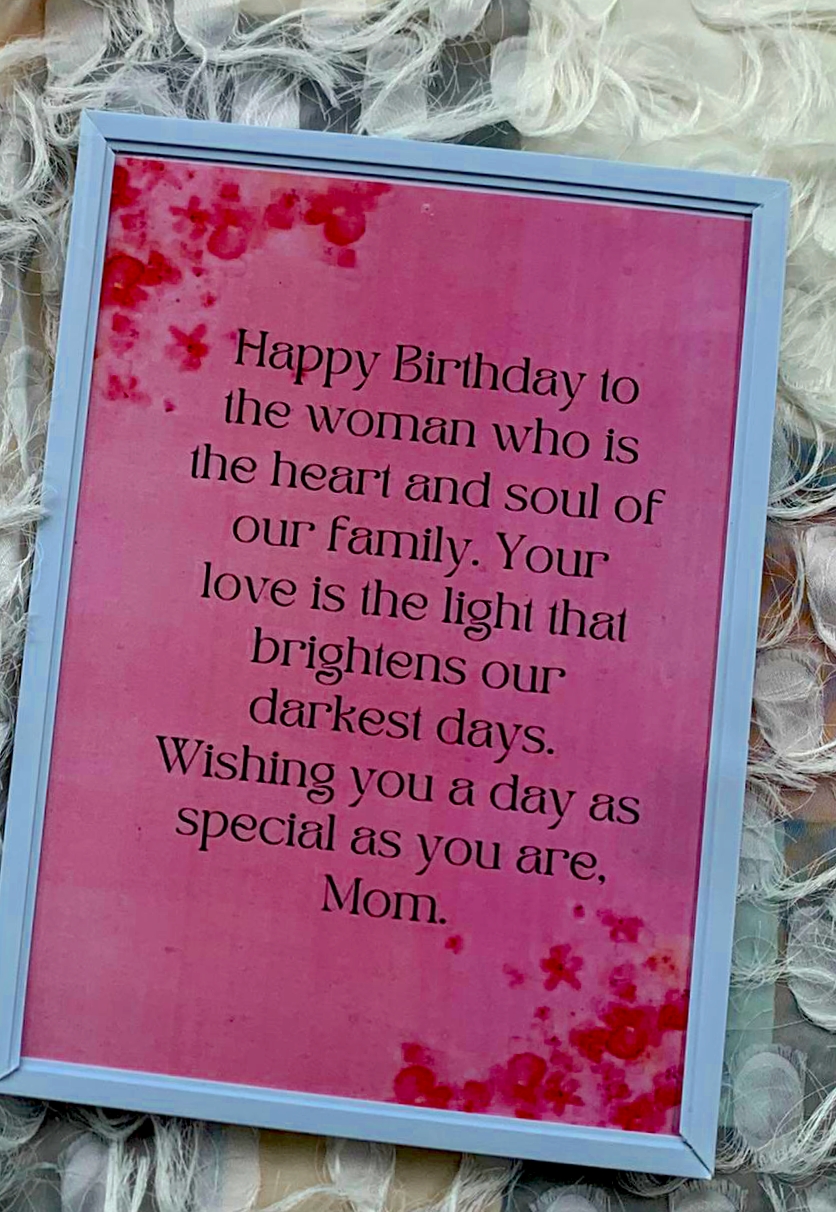 Happy Birthday to
the woman who is
the heart and soul of
our family. Your
love is the light that
brightens our
darkest days.
Wishing you a day as
special as you are,
Mom.